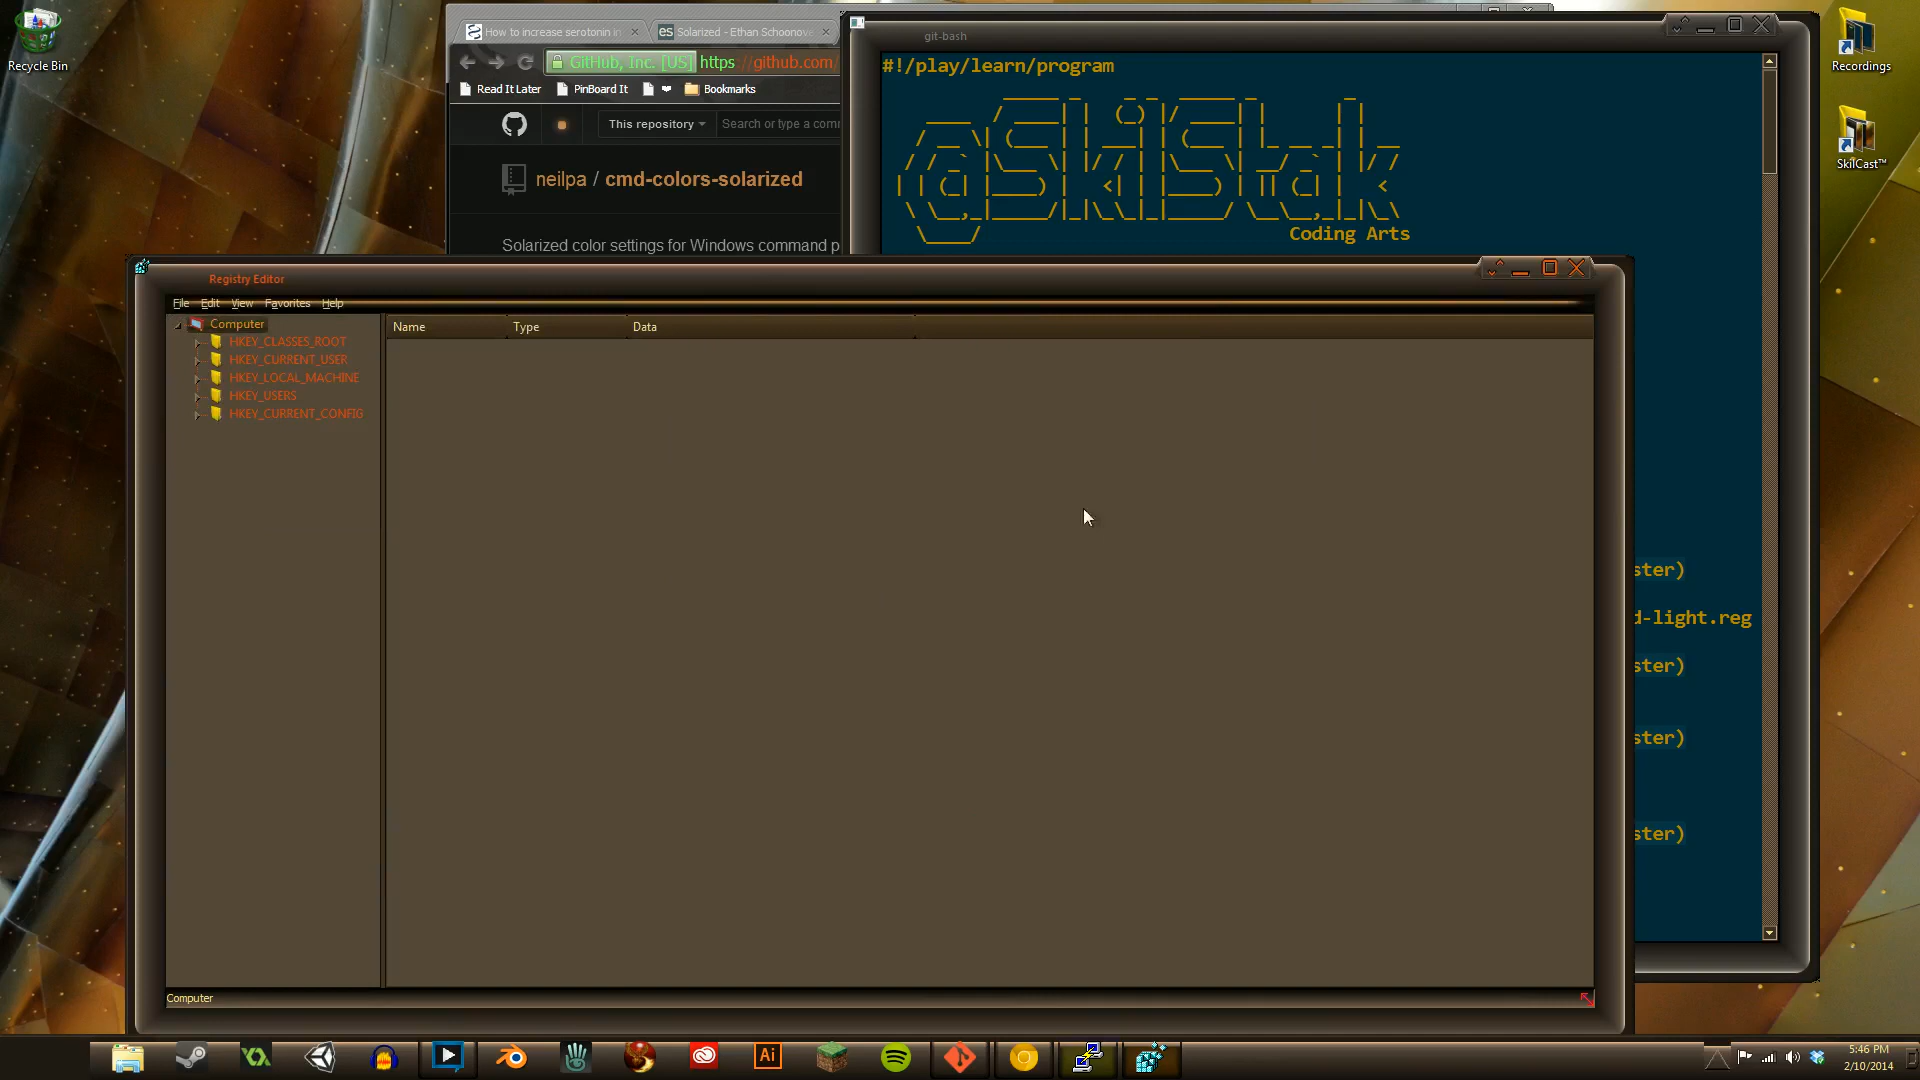 Recycle Bin
How to increase serotonin in
Solarized - Ethan Schoonove
GitHub, Inc. [US] https://github.com/
Read It Later
PinBoard It
Bookmarks
This repository
Search or type a com
neilpa / cmd-colors-solarized
Solarized color settings for Windows command p
git-bash
#!/play/learn/program
@SkilStak
Coding Arts
ster)
d-light.reg
ster)
ster)
ster)
Recordings
SkilCast™
Registry Editor
File Edit View Favorites Help
Computer
HKEY_CLASSES_ROOT
HKEY_CURRENT_USER
HKEY_LOCAL_MACHINE
HKEY_USERS
HKEY_CURRENT_CONFIG
Name Type Data
Computer
Ai
5:46 PM
2/10/2014